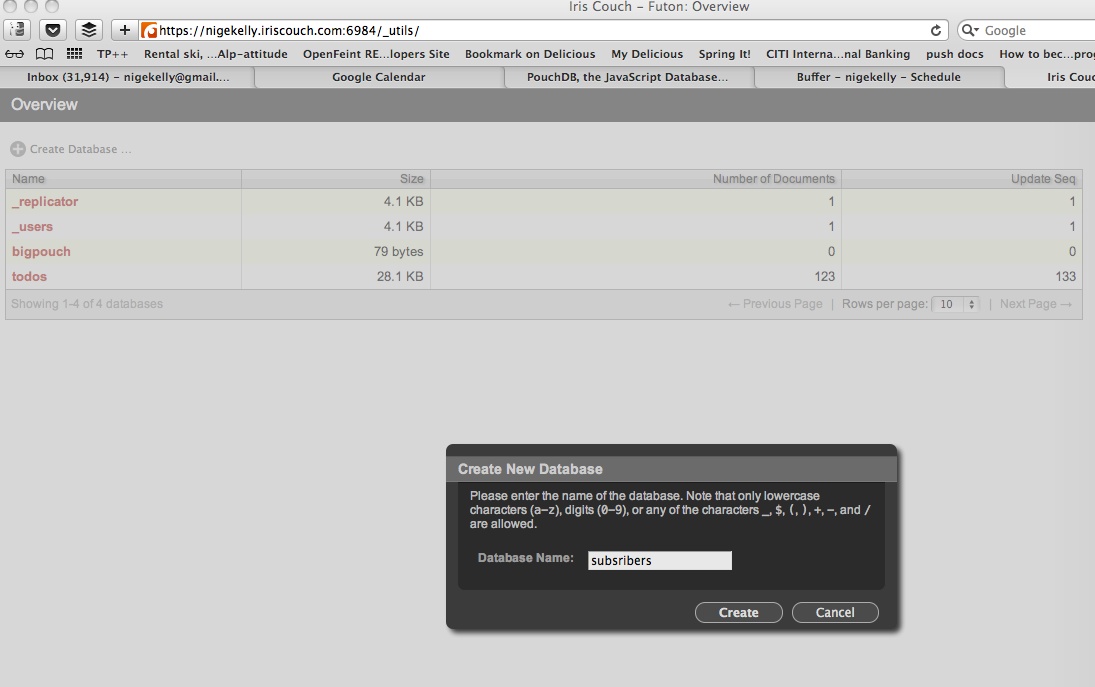 Iris Couch – Futon: Overview
https://nigekelly.iriscouch.com:6984/_utils/
Google
TP++ Rental ski, ...Alp-attitude OpenFeint RE...lopers Site Bookmark on Delicious My Delicious Spring It! CITI Interna...nal Banking push docs How to bec...pro
Inbox (31,914) – nigekelly@gmail.... Google Calendar PouchDB, the JavaScript Database... Buffer – nigekelly – Schedule Iris Couc
Overview
Create Database ...
Name Size Number of Documents Update Seq
_replicator 4.1 KB 1 1
_users 4.1 KB 1 1
bigpouch 79 bytes 0 0
todos 28.1 KB 123 133
Showing 1-4 of 4 databases ← Previous Page | Rows per page: 10 | Next Page →
Create New Database
Please enter the name of the database. Note that only lowercase
characters (a–z), digits (0–9), or any of the characters _, $, (, ), +, –, and /
are allowed.
Database Name: subsribers
Create Cancel